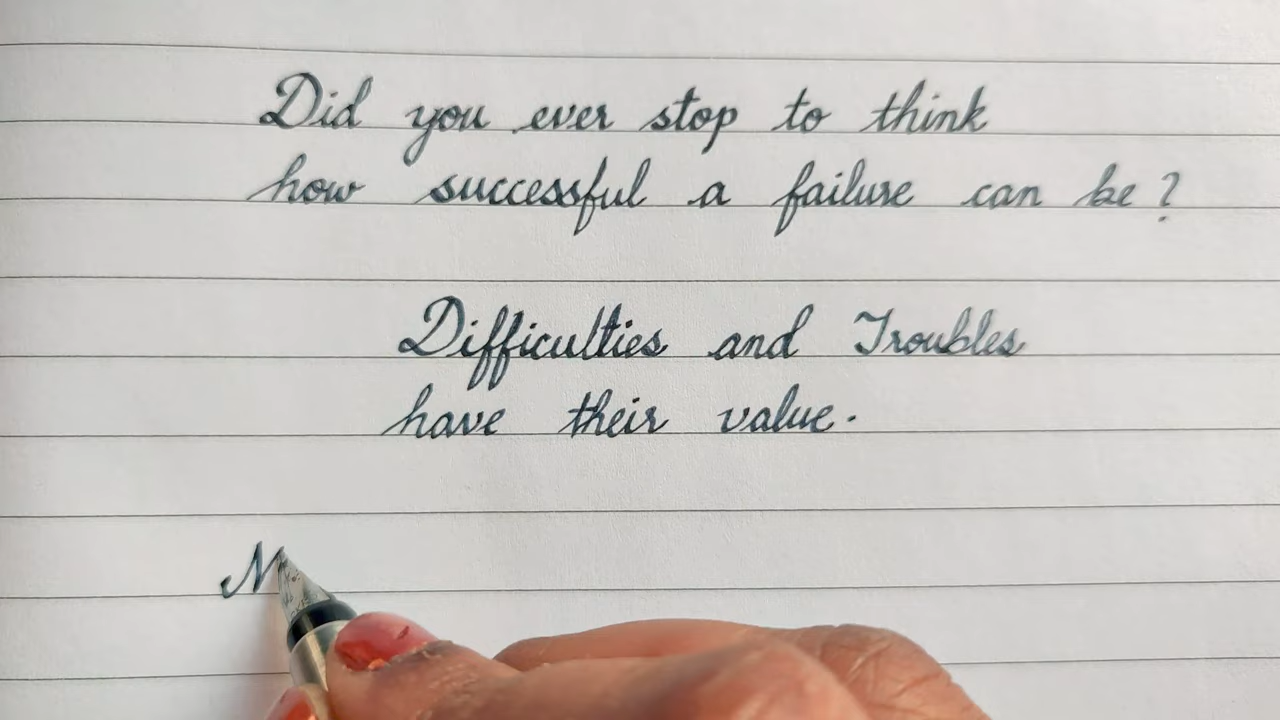 Did you ever stop to think
how successful a failure can be?
Difficulties and Troubles
have their value.
N